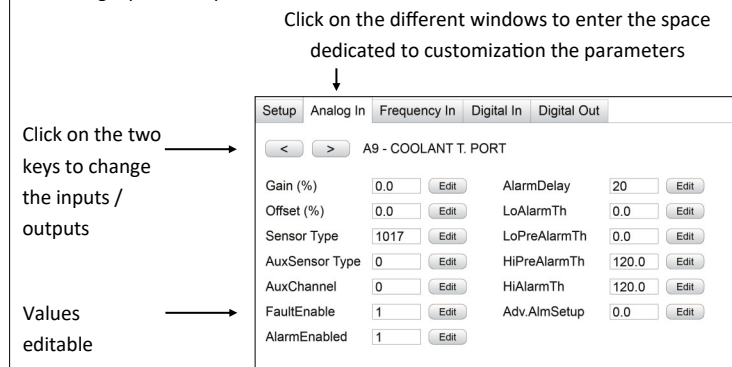 Click on the different windows to enter the space
dedicated to customization the parameters
Setup Analog In Frequency In Digital In Digital Out
Click on the two
keys to change
the inputs /
outputs
< > A9 - COOLANT T. PORT
Gain (%) 0.0 Edit AlarmDelay 20 Edit
Offset (%) 0.0 Edit LoAlarmTh 0.0 Edit
Sensor Type 1017 Edit LoPreAlarmTh 0.0 Edit
AuxSensor Type 0 Edit HiPreAlarmTh 120.0 Edit
AuxChannel 0 Edit HiAlarmTh 120.0 Edit
Values
editable
FaultEnable 1 Edit Adv.AlmSetup 0.0 Edit
AlarmEnabled 1 Edit